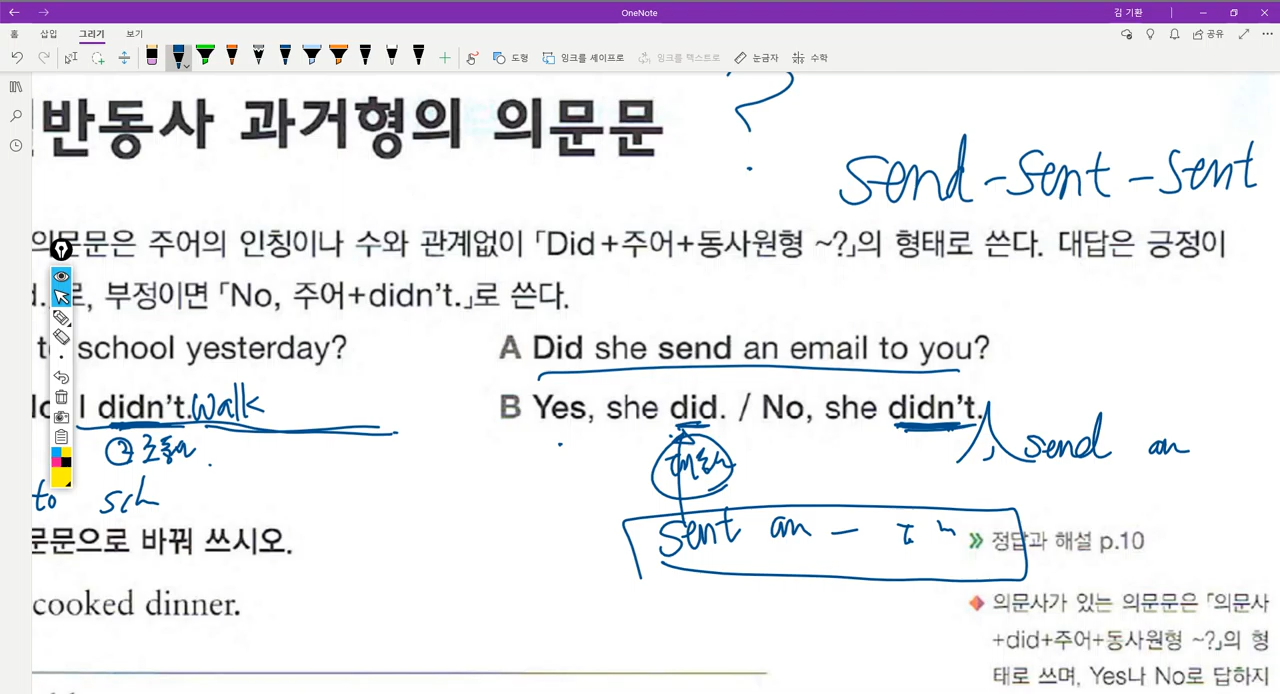 OneNote
김 기환
홈 삽입 그리기 보기
공유
도형 잉크를 셰이프로 잉크를 텍스트로 눈금자 수학
?
반동사 과거형의 의문문
send - sent - sent
의문문은 주어의 인칭이나 수와 관계없이 「Did+주어+동사원형 ~?」의 형태로 쓴다. 대답은 긍정이
d.」로, 부정이면 「No, 주어+didn't.」로 쓴다.
to school yesterday?
A Did she send an email to you?
I didn't. walk
B Yes, she did. / No, she didn't.
send an
조동사
대동사
to sch
sent an
문문으로 바꿔 쓰시오.
정답과 해설 p.10
cooked dinner.
의문사가 있는 의문문은 「의문사
+did+주어+동사원형 ~?」의 형
태로 쓰며, Yes나 No로 답하지